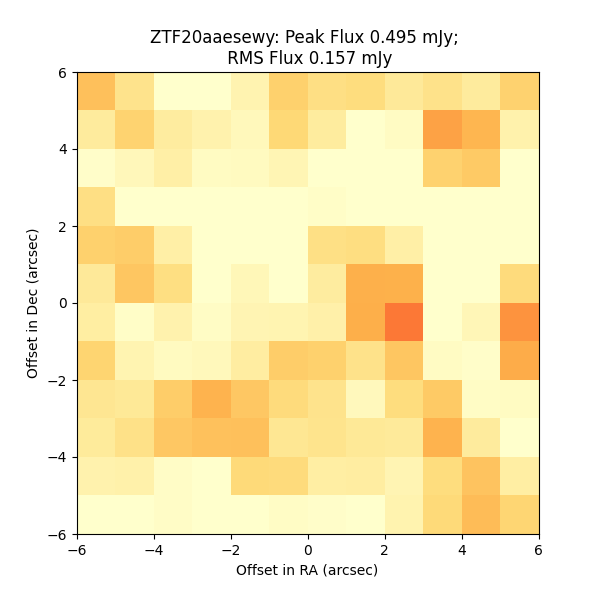 ZTF20aaesewy: Peak Flux 0.495 mJy;
RMS Flux 0.157 mJy
6
4
2
0
−2
−4
−6
Offset in Dec (arcsec)
−6 −4 −2 0 2 4 6
Offset in RA (arcsec)